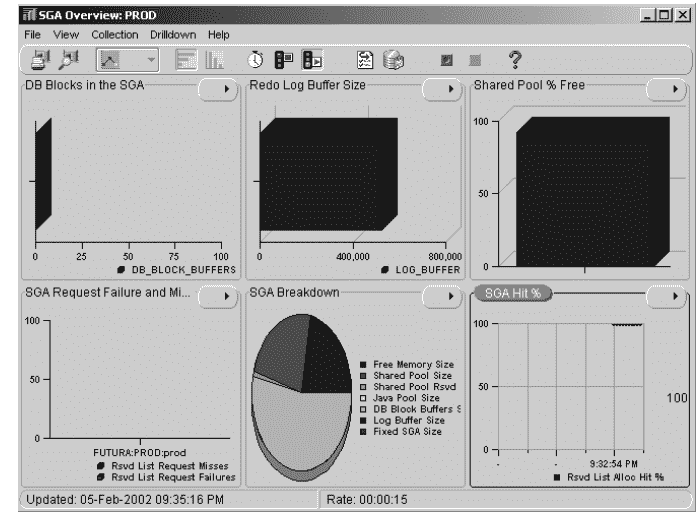 SGA Overview: PROD
File View Collection Drilldown Help
DB Blocks in the SGA
0 25 50 75 100
DB_BLOCK_BUFFERS
Redo Log Buffer Size
0 400,000 800,000
LOG_BUFFER
Shared Pool % Free
100
50
0
SGA Request Failure and Mi...
100
50
0
FUTURA:PROD:prod
Rsvd List Request Misses
Rsvd List Request Failures
SGA Breakdown
Free Memory Size
Shared Pool Size
Shared Pool Rsvd
Java Pool Size
DB Block Buffers S
Log Buffer Size
Fixed SGA Size
SGA Hit %
100
50
0
100
9:32:54 PM
Rsvd List Alloc Hit %
Updated: 05-Feb-2002 09:35:16 PM
Rate: 00:00:15